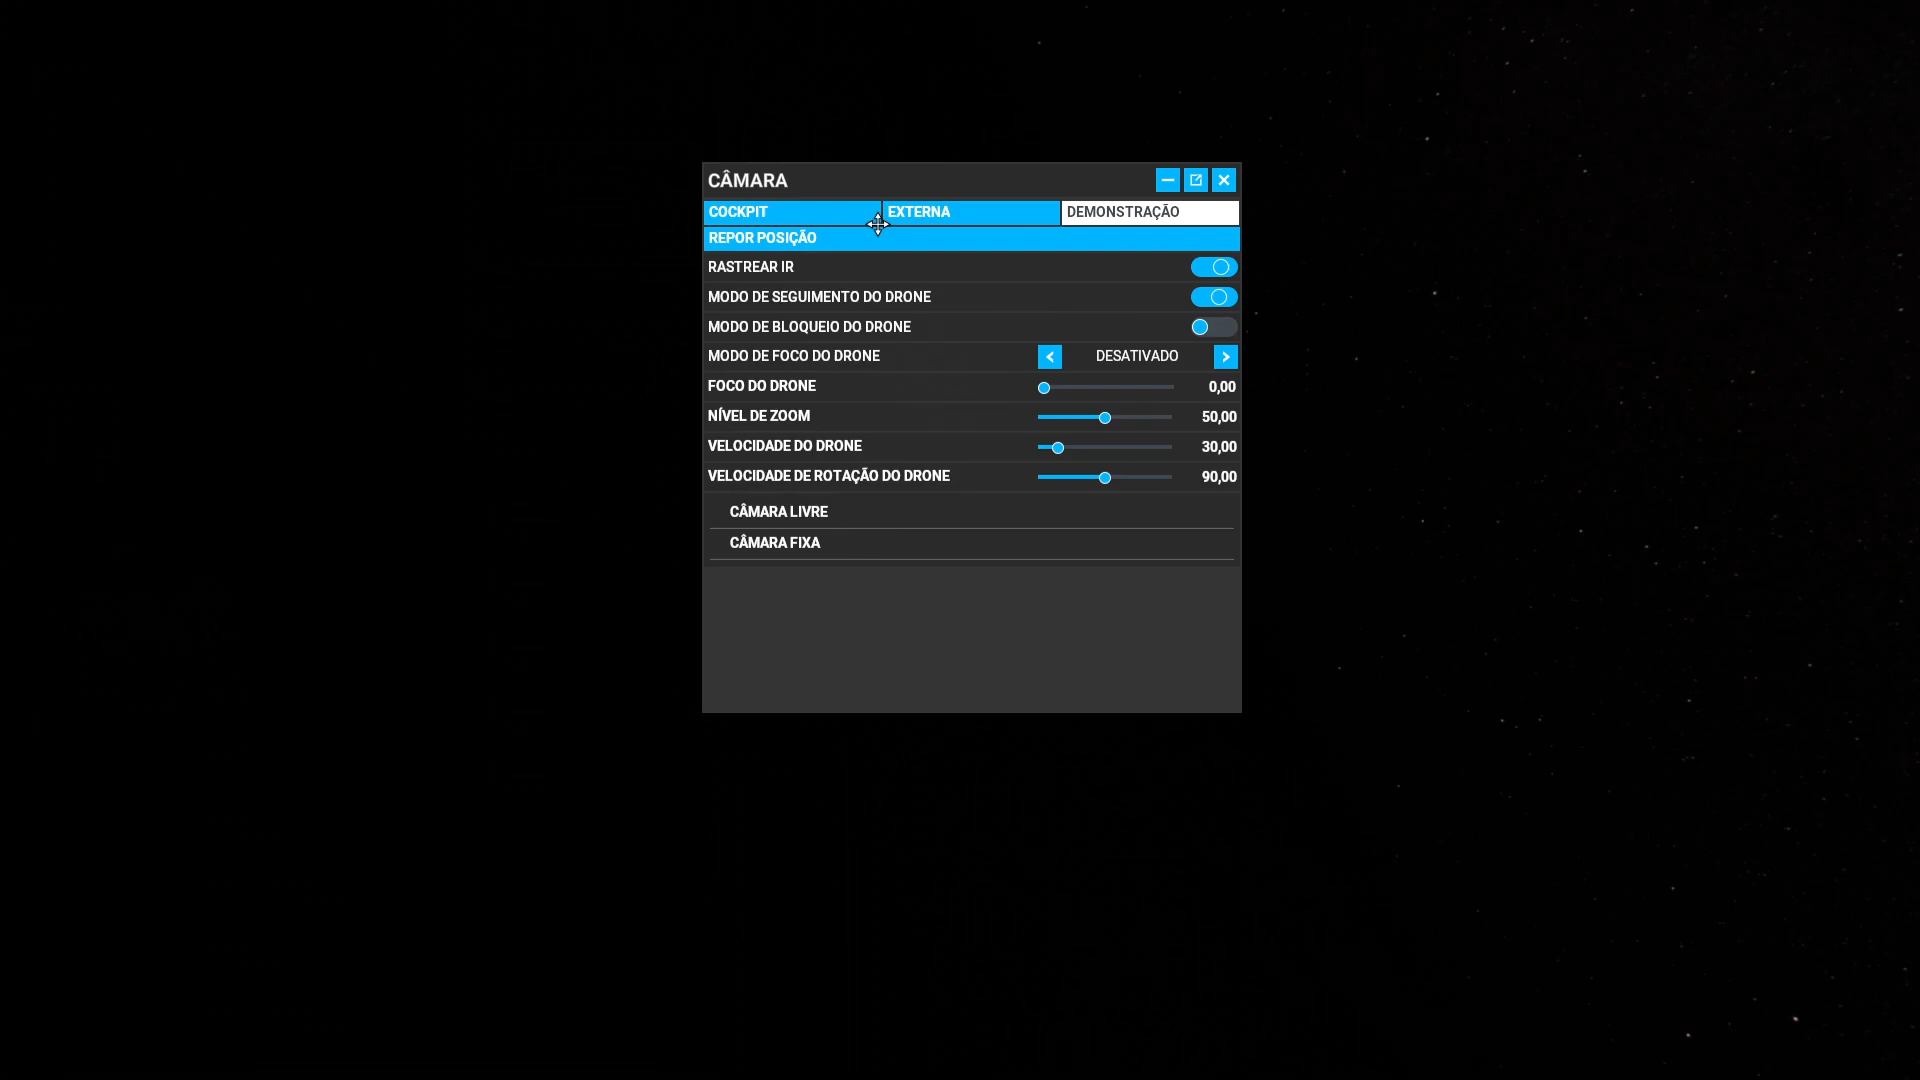 CÂMARA
COCKPIT
EXTERNA
DEMONSTRAÇÃO
REPOR POSIÇÃO
RASTREAR IR
MODO DE SEGUIMENTO DO DRONE
MODO DE BLOQUEIO DO DRONE
MODO DE FOCO DO DRONE
DESATIVADO
FOCO DO DRONE
0,00
NÍVEL DE ZOOM
50,00
VELOCIDADE DO DRONE
30,00
VELOCIDADE DE ROTAÇÃO DO DRONE
90,00
CÂMARA LIVRE
CÂMARA FIXA